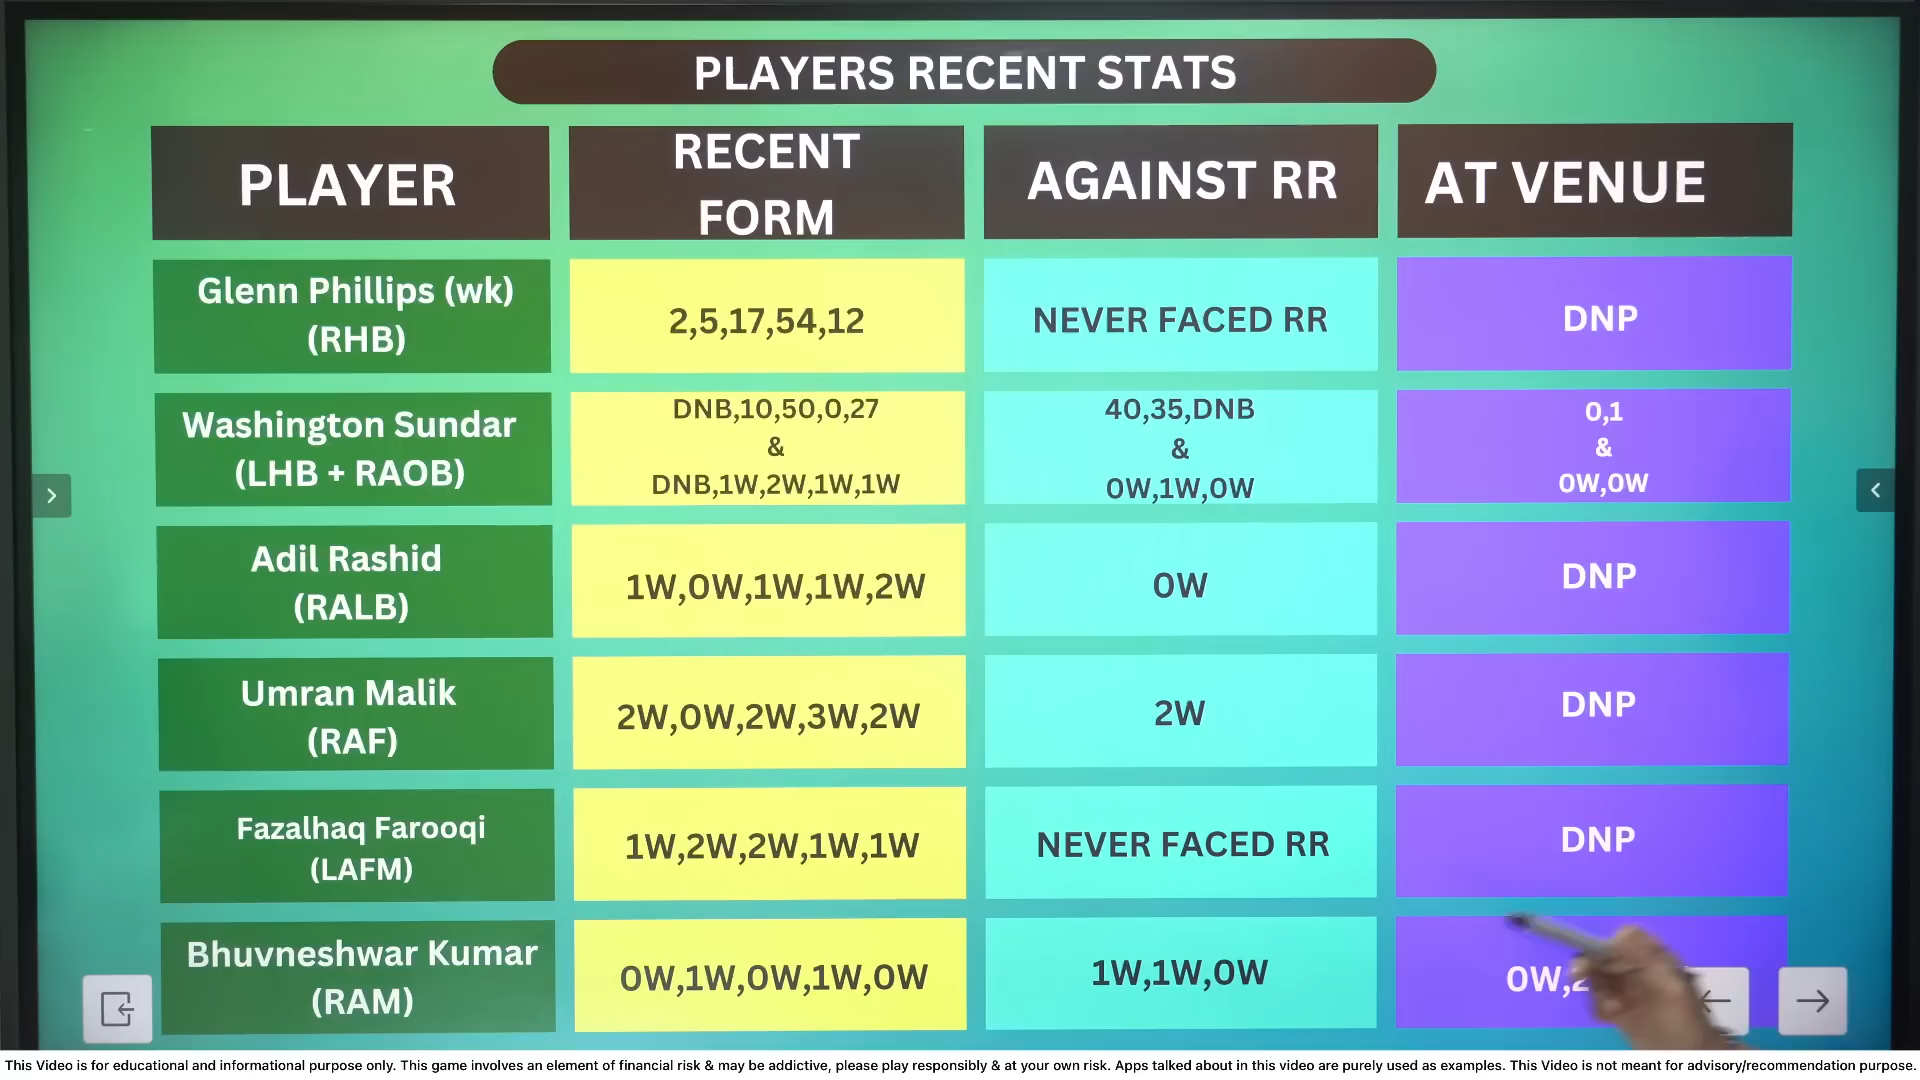 PLAYERS RECENT STATS
PLAYER
RECENT
FORM
AGAINST RR
AT VENUE
Glenn Phillips (wk)
(RHB)
2,5,17,54,12
NEVER FACED RR
DNP
Washington Sundar
(LHB + RAOB)
DNB,10,50,0,27
&
DNB,1W,2W,1W,1W
40,35,DNB
&
0W,1W,0W
0,1
&
0W,0W
Adil Rashid
(RALB)
1W,0W,1W,1W,2W
0W
DNP
Umran Malik
(RAF)
2W,0W,2W,3W,2W
2W
DNP
Fazalhaq Farooqi
(LAFM)
1W,2W,2W,1W,1W
NEVER FACED RR
DNP
Bhuvneshwar Kumar
(RAM)
0W,1W,0W,1W,0W
1W,1W,0W
0W,
This Video is for educational and informational purpose only. This game involves an element of financial risk & may be addictive, please play responsibly & at your own risk. Apps talked about in this video are purely used as examples. This Video is not meant for advisory/recommendation purpose.